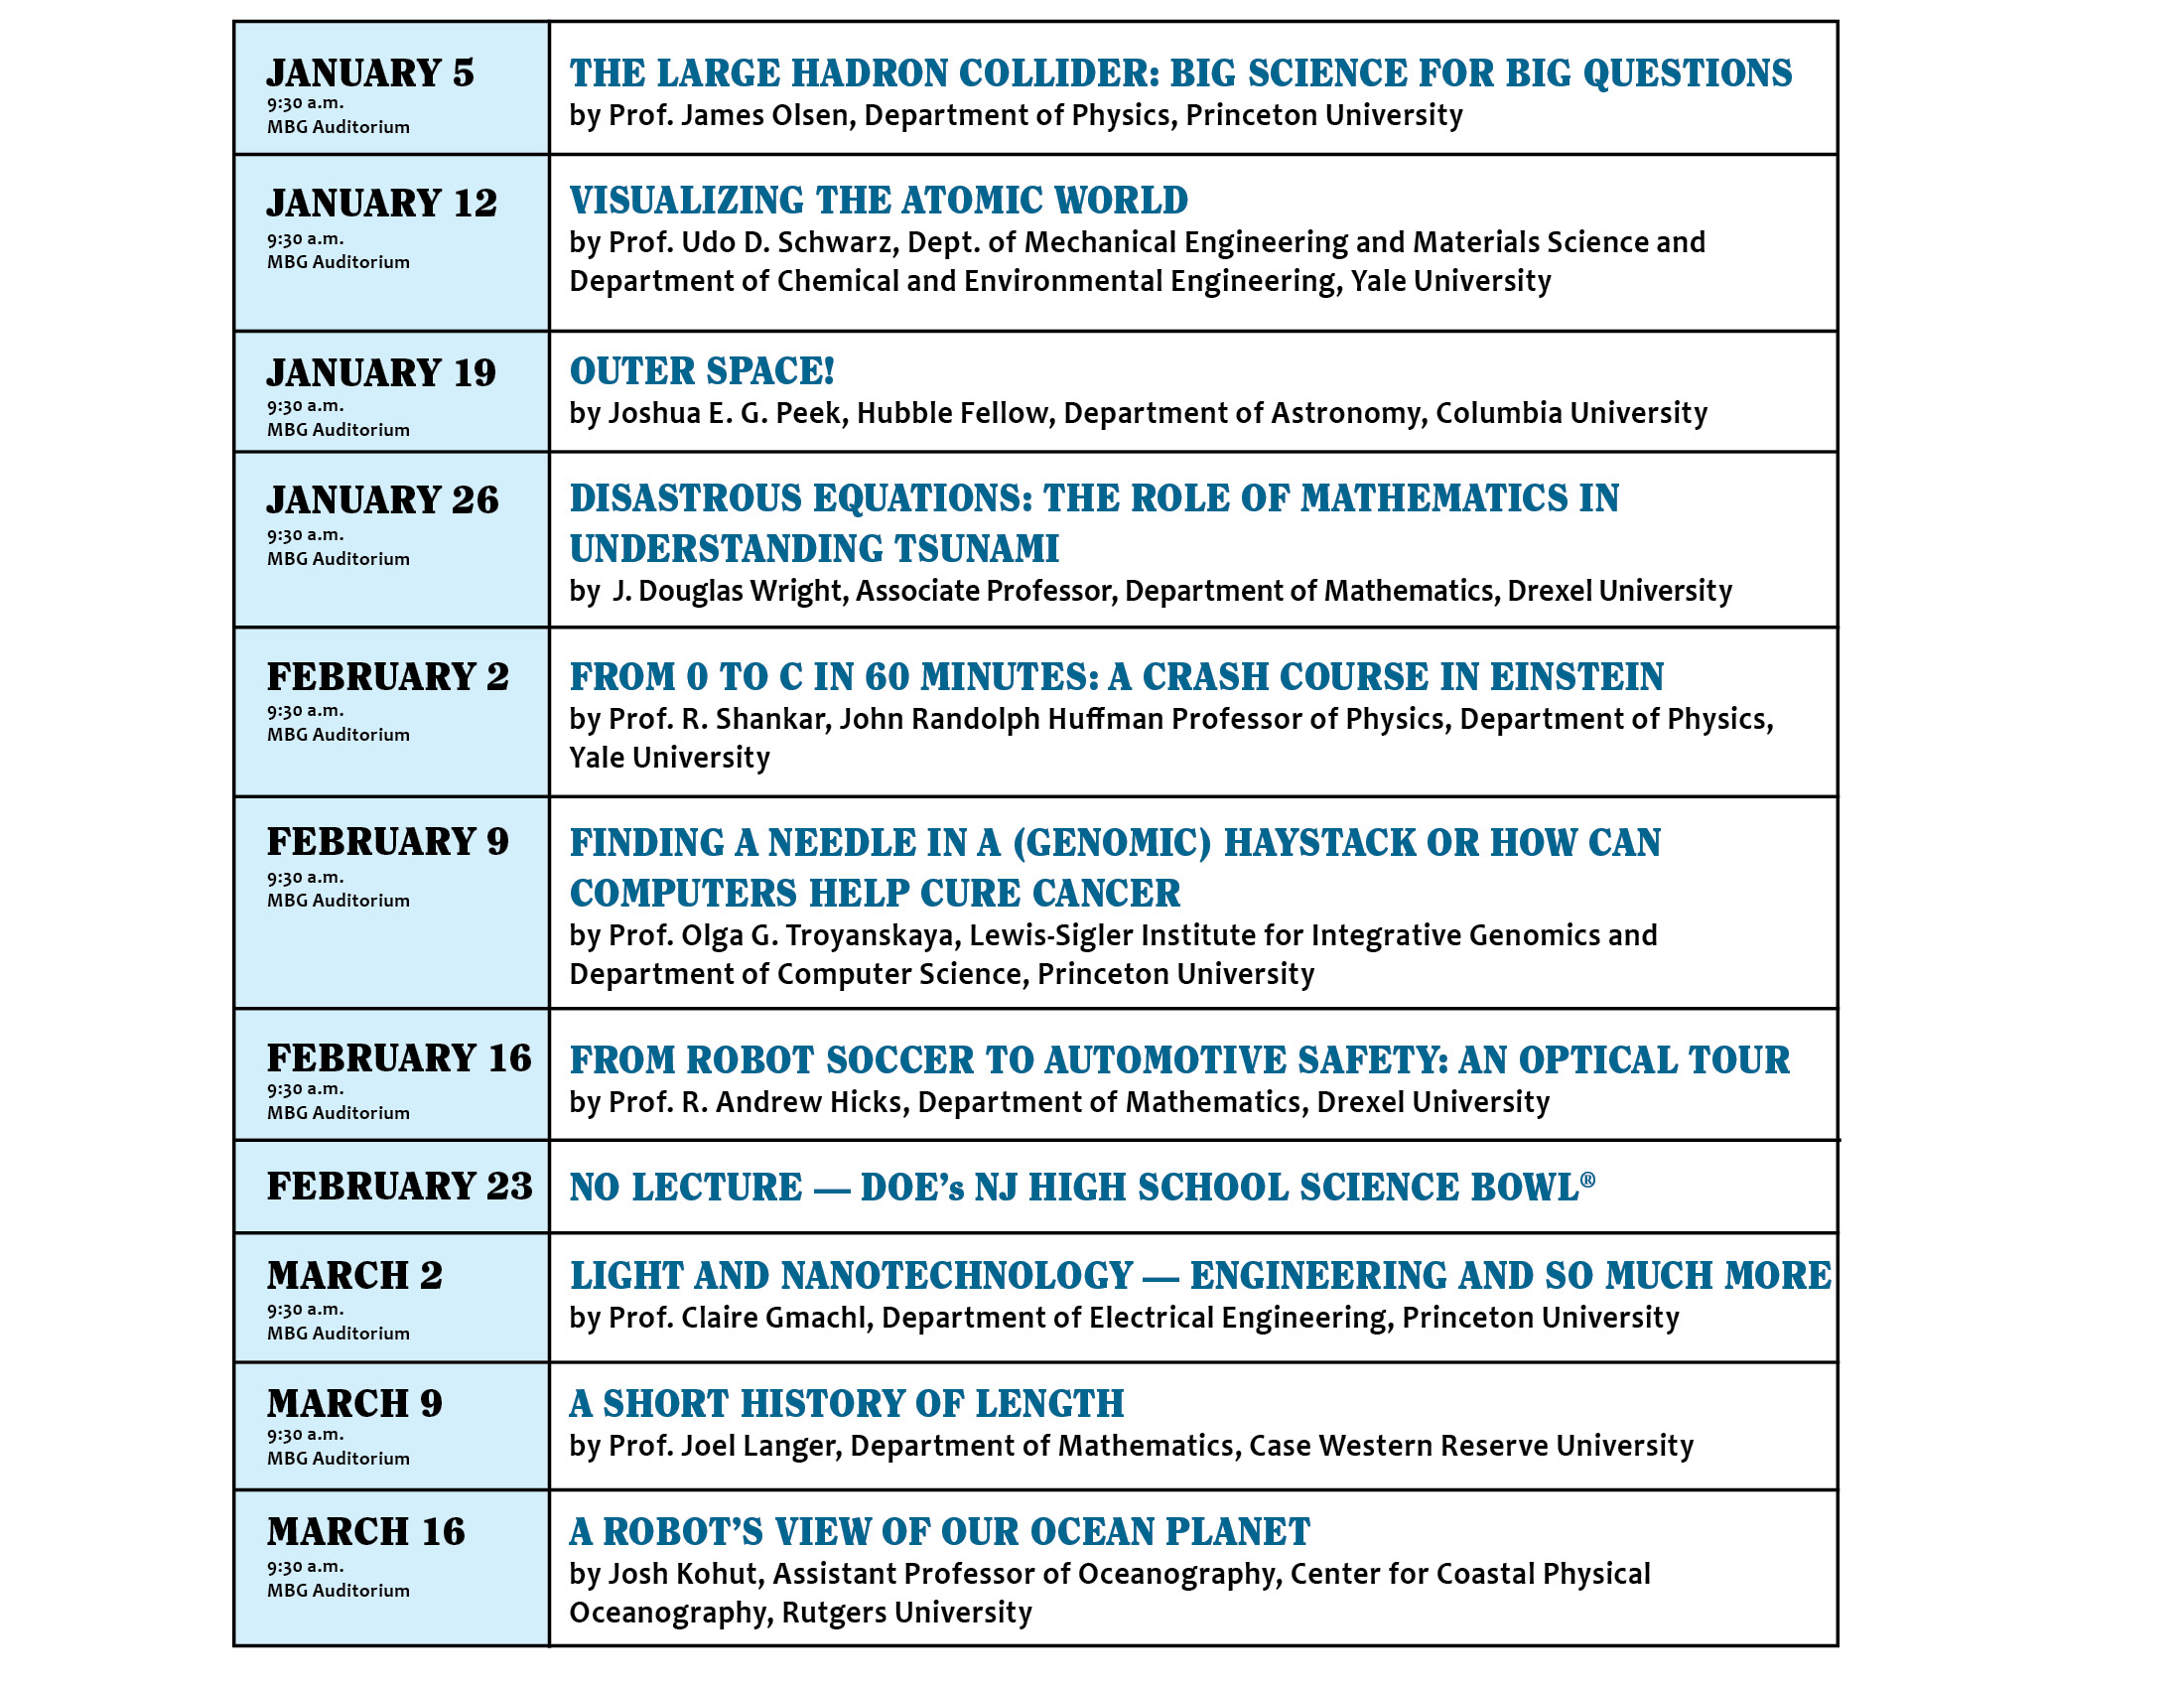 JANUARY 5
9:30 a.m.
MBG Auditorium
THE LARGE HADRON COLLIDER: BIG SCIENCE FOR BIG QUESTIONS
by Prof. James Olsen, Department of Physics, Princeton University
JANUARY 12
9:30 a.m.
MBG Auditorium
VISUALIZING THE ATOMIC WORLD
by Prof. Udo D. Schwarz, Dept. of Mechanical Engineering and Materials Science and
Department of Chemical and Environmental Engineering, Yale University
JANUARY 19
9:30 a.m.
MBG Auditorium
OUTER SPACE!
by Joshua E. G. Peek, Hubble Fellow, Department of Astronomy, Columbia University
JANUARY 26
9:30 a.m.
MBG Auditorium
DISASTROUS EQUATIONS: THE ROLE OF MATHEMATICS IN
UNDERSTANDING TSUNAMI
by J. Douglas Wright, Associate Professor, Department of Mathematics, Drexel University
FEBRUARY 2
9:30 a.m.
MBG Auditorium
FROM 0 TO C IN 60 MINUTES: A CRASH COURSE IN EINSTEIN
by Prof. R. Shankar, John Randolph Huffman Professor of Physics, Department of Physics,
Yale University
FEBRUARY 9
9:30 a.m.
MBG Auditorium
FINDING A NEEDLE IN A (GENOMIC) HAYSTACK OR HOW CAN
COMPUTERS HELP CURE CANCER
by Prof. Olga G. Troyanskaya, Lewis-Sigler Institute for Integrative Genomics and
Department of Computer Science, Princeton University
FEBRUARY 16
9:30 a.m.
MBG Auditorium
FROM ROBOT SOCCER TO AUTOMOTIVE SAFETY: AN OPTICAL TOUR
by Prof. R. Andrew Hicks, Department of Mathematics, Drexel University
FEBRUARY 23
NO LECTURE — DOE’s NJ HIGH SCHOOL SCIENCE BOWL®
MARCH 2
9:30 a.m.
MBG Auditorium
LIGHT AND NANOTECHNOLOGY — ENGINEERING AND SO MUCH MORE
by Prof. Claire Gmachl, Department of Electrical Engineering, Princeton University
MARCH 9
9:30 a.m.
MBG Auditorium
A SHORT HISTORY OF LENGTH
by Prof. Joel Langer, Department of Mathematics, Case Western Reserve University
MARCH 16
9:30 a.m.
MBG Auditorium
A ROBOT’S VIEW OF OUR OCEAN PLANET
by Josh Kohut, Assistant Professor of Oceanography, Center for Coastal Physical
Oceanography, Rutgers University